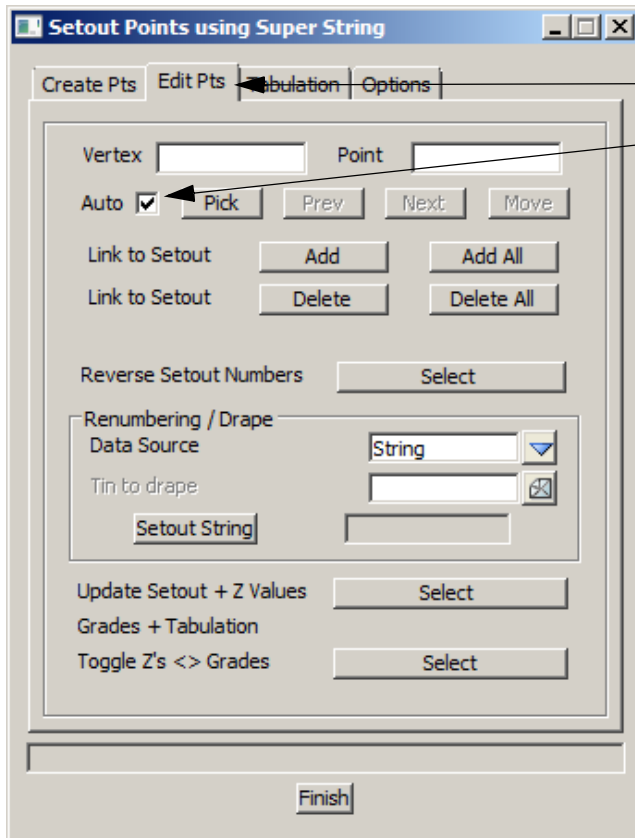 Setout Points using Super String
Create Pts Edit Pts Tabulation Options
Vertex Point
Auto Pick Prev Next Move
Link to Setout Add Add All
Link to Setout Delete Delete All
Reverse Setout Numbers Select
Renumbering / Drape
Data Source String
Tin to drape
Setout String
Update Setout + Z Values Select
Grades + Tabulation
Toggle Z's <> Grades Select
Finish